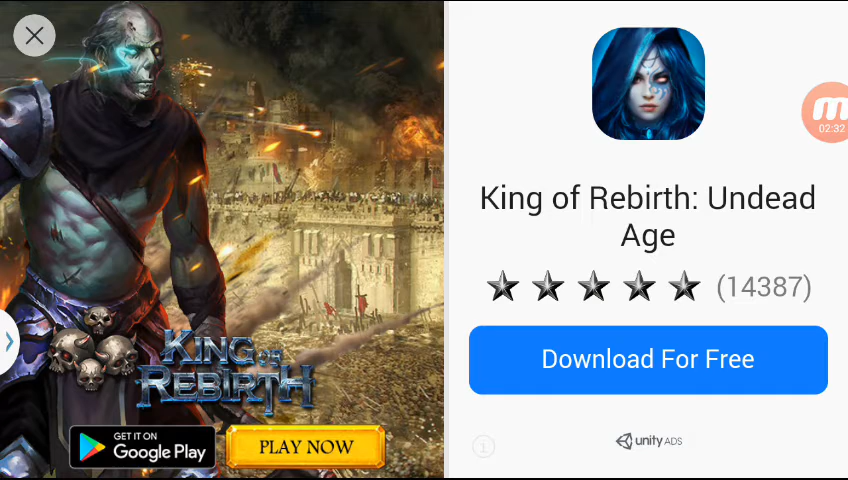 KING OF
REBIRTH
GET IT ON
Google Play
PLAY NOW
King of Rebirth: Undead
Age
(14387)
Download For Free
unity ADS
02:32